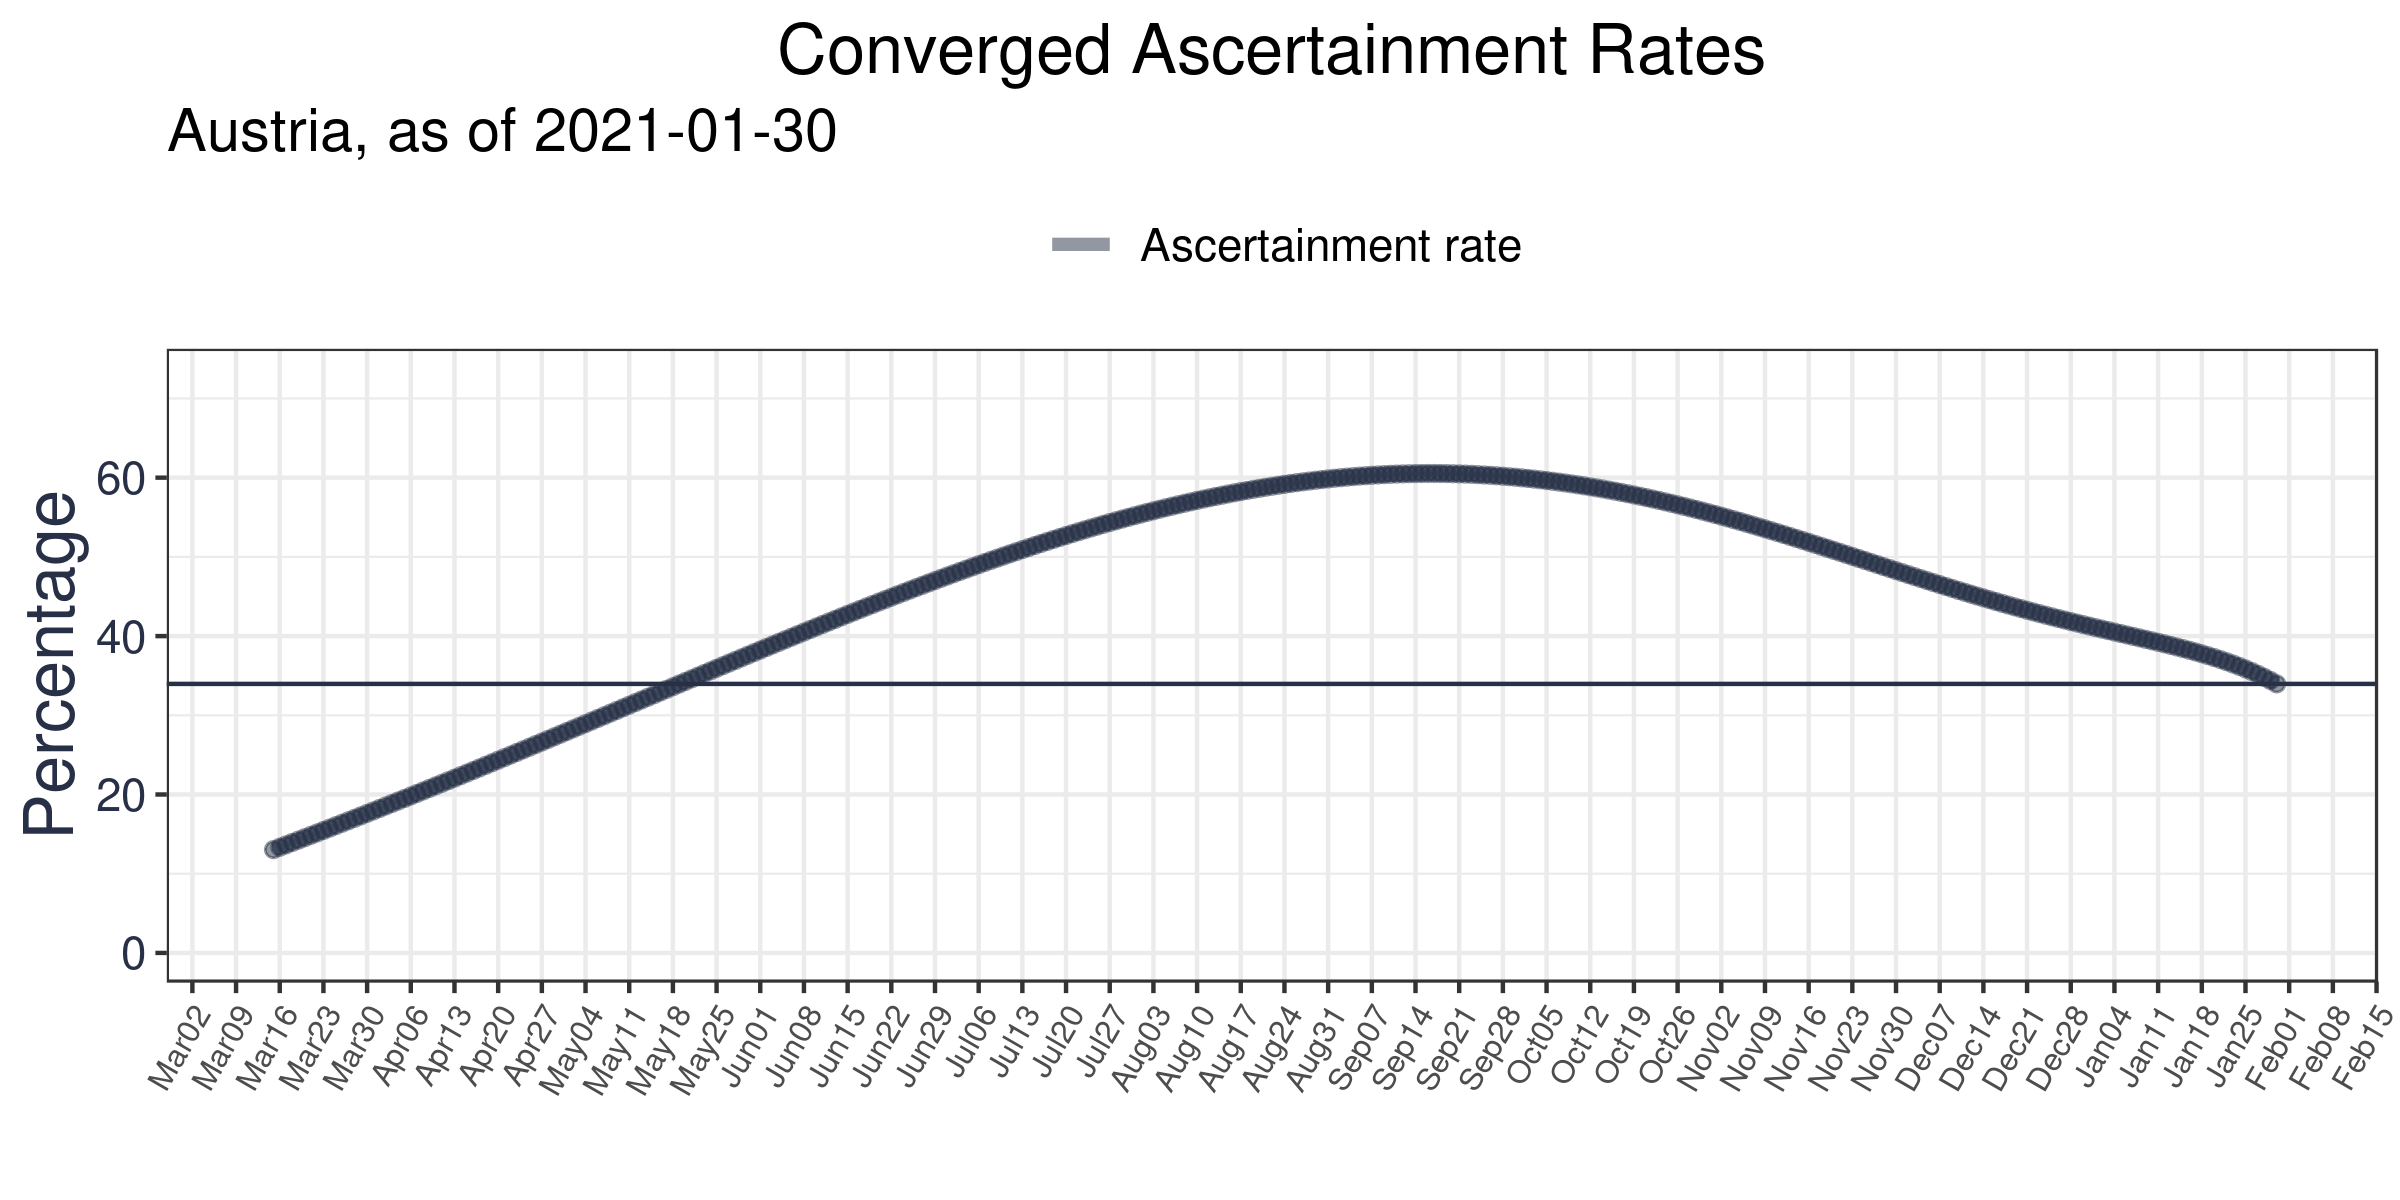 Converged Ascertainment Rates
Austria, as of 2021-01-30
Ascertainment rate
Percentage
60
40
20
0
Mar02 Mar09 Mar16 Mar23 Mar30 Apr06 Apr13 Apr20 Apr27 May04 May11 May18 May25 Jun01 Jun08 Jun15 Jun22 Jun29 Jul06 Jul13 Jul20 Jul27 Aug03 Aug10 Aug17 Aug24 Aug31 Sep07 Sep14 Sep21 Sep28 Oct05 Oct12 Oct19 Oct26 Nov02 Nov09 Nov16 Nov23 Nov30 Dec07 Dec14 Dec21 Dec28 Jan04 Jan11 Jan18 Jan25 Feb01 Feb08 Feb15